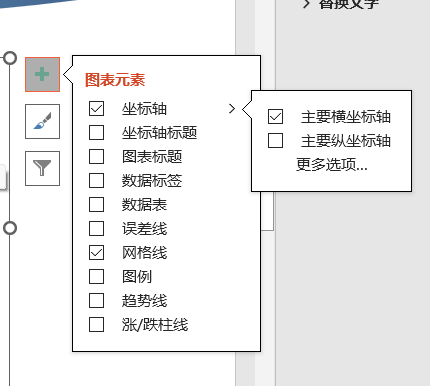 替换文字
图表元素
坐标轴
坐标轴标题
图表标题
数据标签
数据表
误差线
网格线
图例
趋势线
涨/跌柱线
主要横坐标轴
主要纵坐标轴
更多选项...